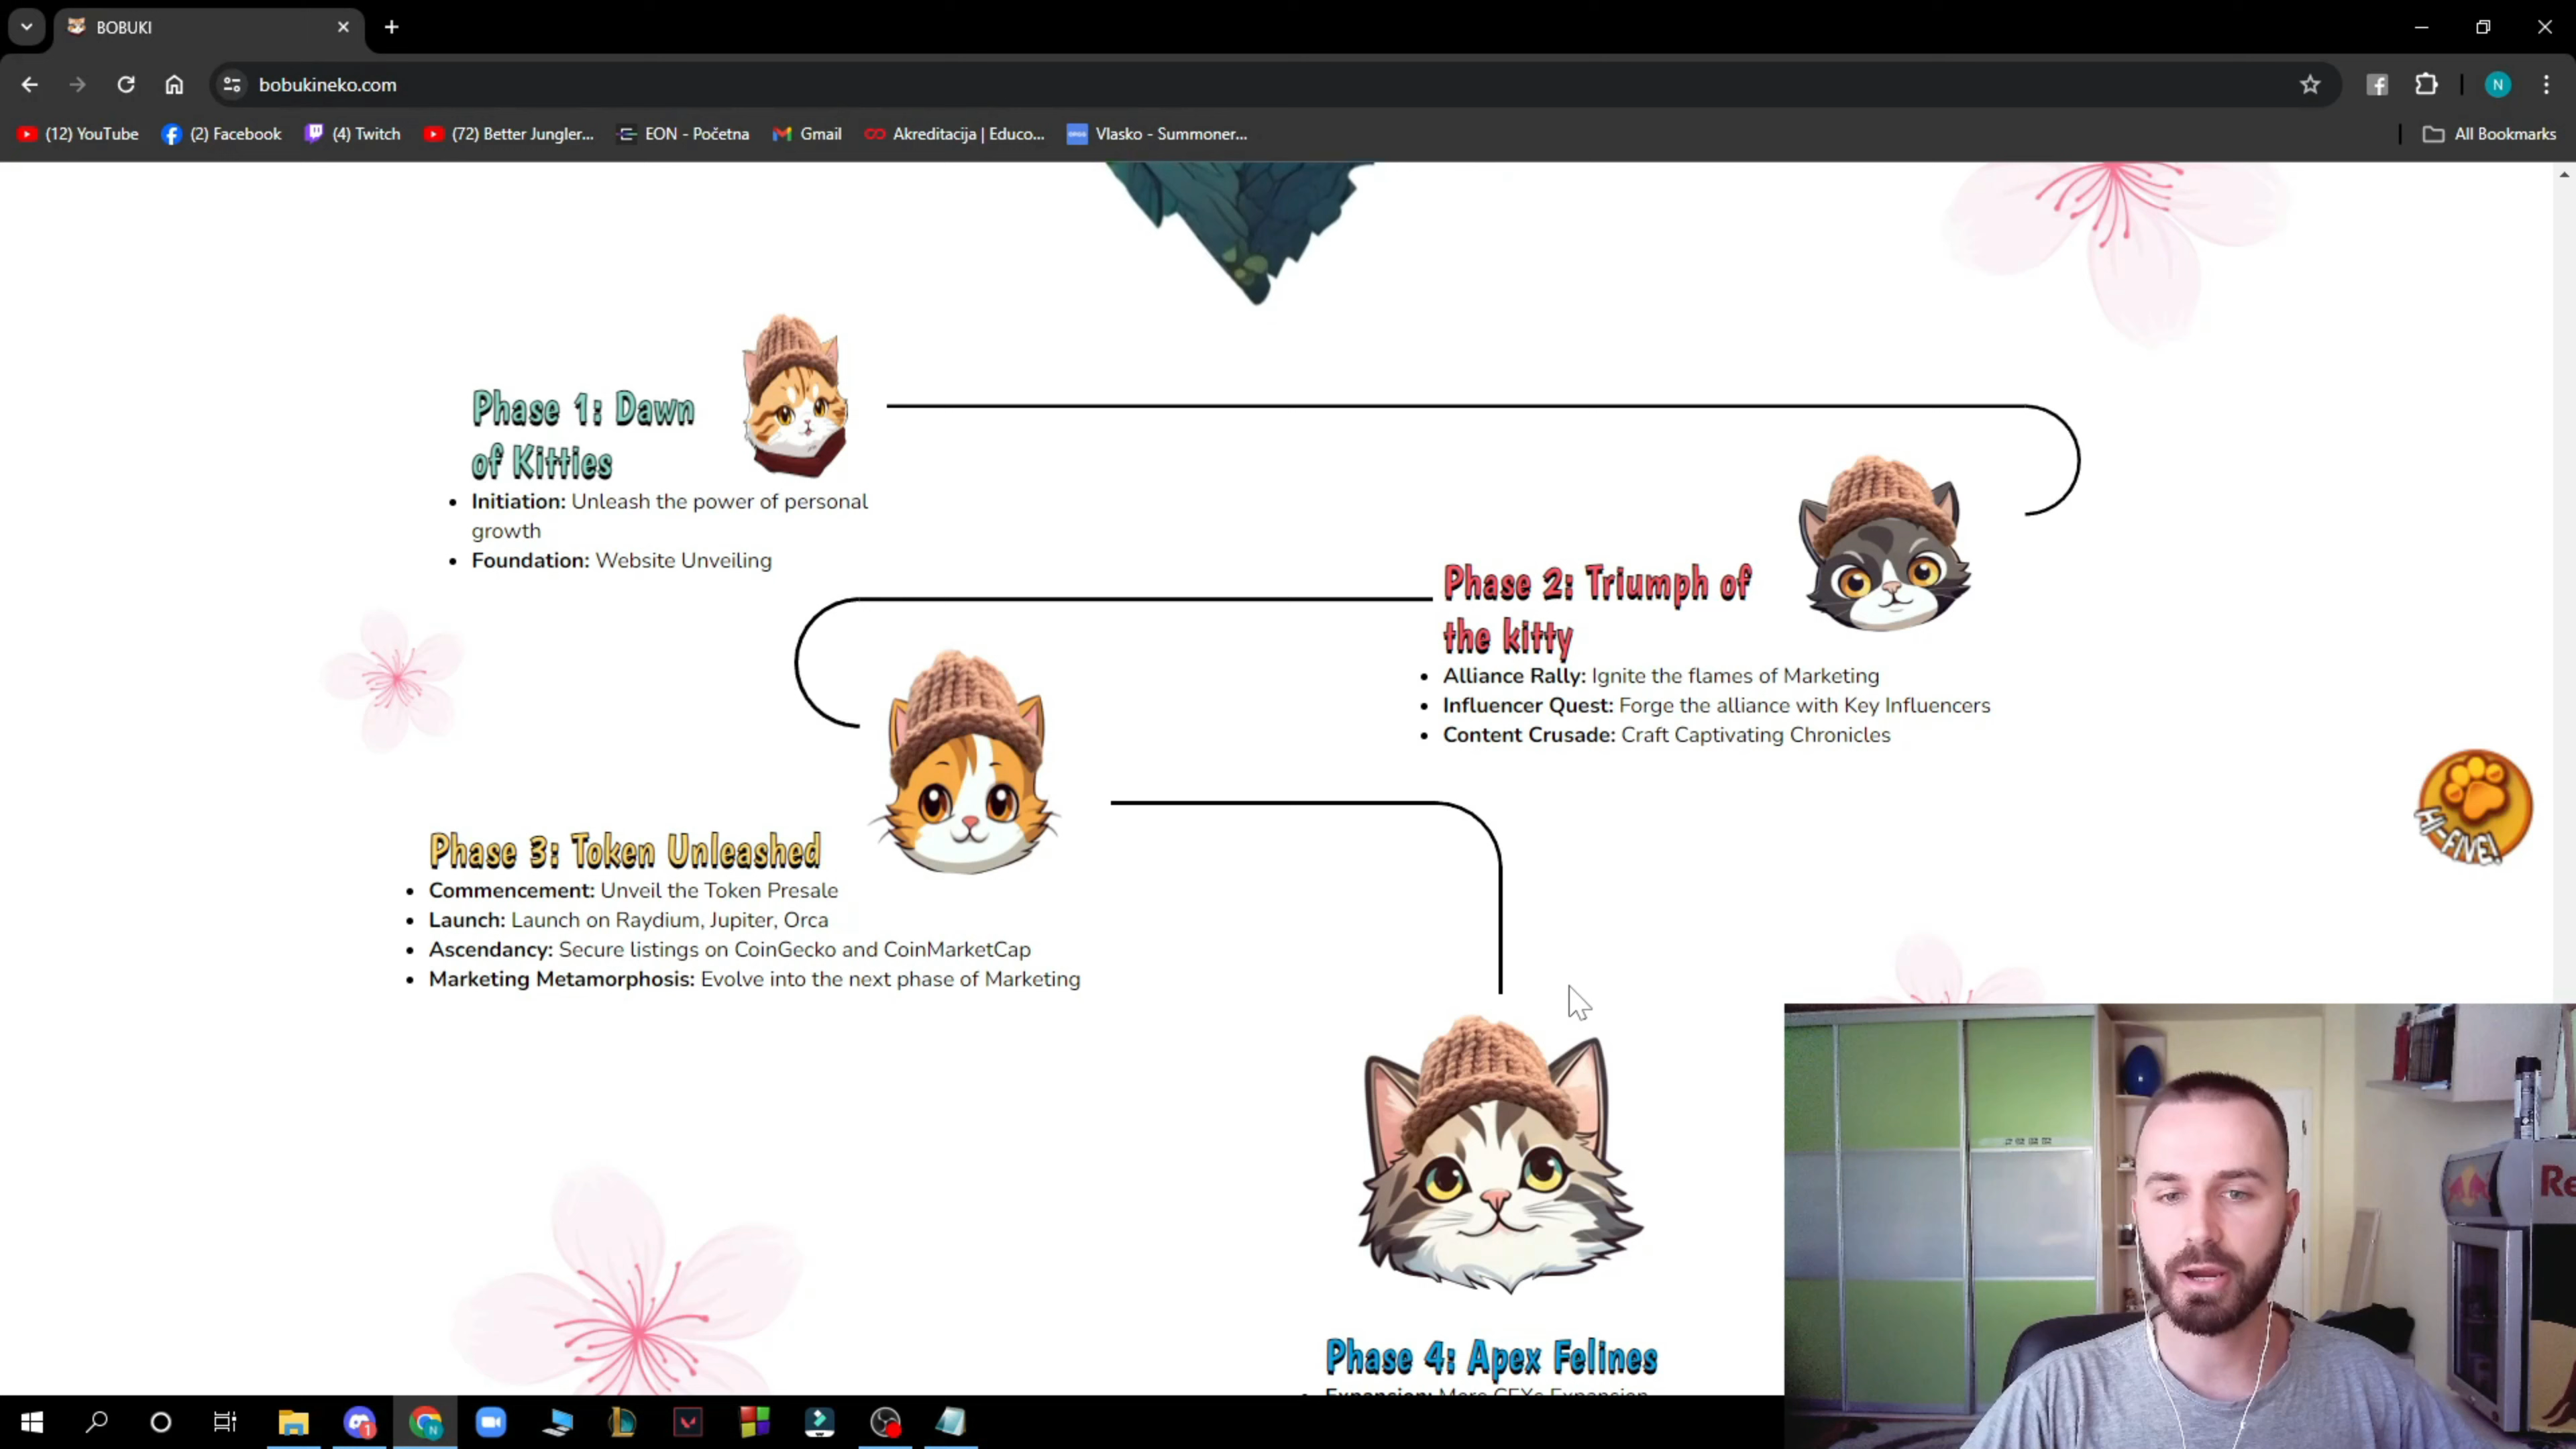 BOBUKI
bobukineko.com
N
(12) YouTube
(2) Facebook
(4) Twitch
(72) Better Jungler...
EON - Početna
Gmail
Akreditacija | Educo...
Vlasko - Summoner...
All Bookmarks
Phase 1: Dawn
of Kitties
• Initiation: Unleash the power of personal
growth
• Foundation: Website Unveiling
Phase 2: Triumph of
the kitty
• Alliance Rally: Ignite the flames of Marketing
• Influencer Quest: Forge the alliance with Key Influencers
• Content Crusade: Craft Captivating Chronicles
HI-FIVE!
Phase 3: Token Unleashed
• Commencement: Unveil the Token Presale
• Launch: Launch on Raydium, Jupiter, Orca
• Ascendancy: Secure listings on CoinGecko and CoinMarketCap
• Marketing Metamorphosis: Evolve into the next phase of Marketing
Phase 4: Apex Felines
• Expansion: More CEXs Expansion
Re